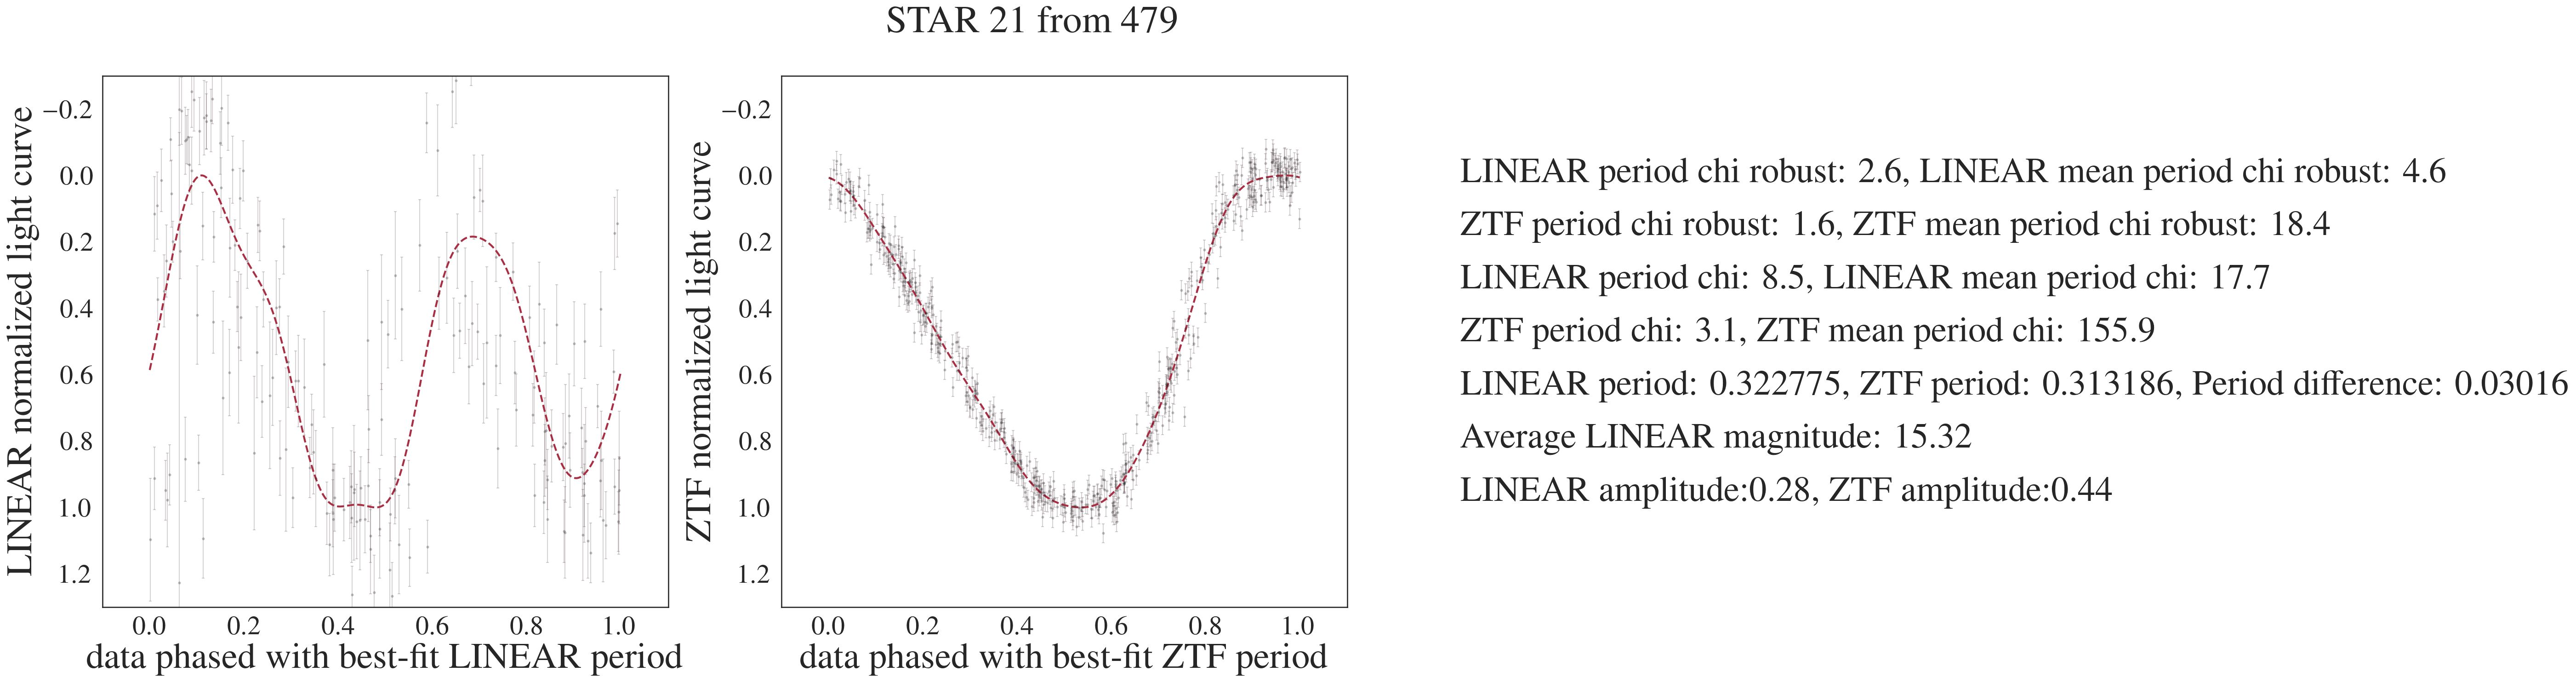 STAR 21 from 479
LINEAR normalized light curve
−0.2
0.0
0.2
0.4
0.6
0.8
1.0
1.2
0.0 0.2 0.4 0.6 0.8 1.0
data phased with best-fit LINEAR period
ZTF normalized light curve
−0.2
0.0
0.2
0.4
0.6
0.8
1.0
1.2
0.0 0.2 0.4 0.6 0.8 1.0
data phased with best-fit ZTF period
LINEAR period chi robust: 2.6, LINEAR mean period chi robust: 4.6
ZTF period chi robust: 1.6, ZTF mean period chi robust: 18.4
LINEAR period chi: 8.5, LINEAR mean period chi: 17.7
ZTF period chi: 3.1, ZTF mean period chi: 155.9
LINEAR period: 0.322775, ZTF period: 0.313186, Period difference: 0.03016
Average LINEAR magnitude: 15.32
LINEAR amplitude:0.28, ZTF amplitude:0.44